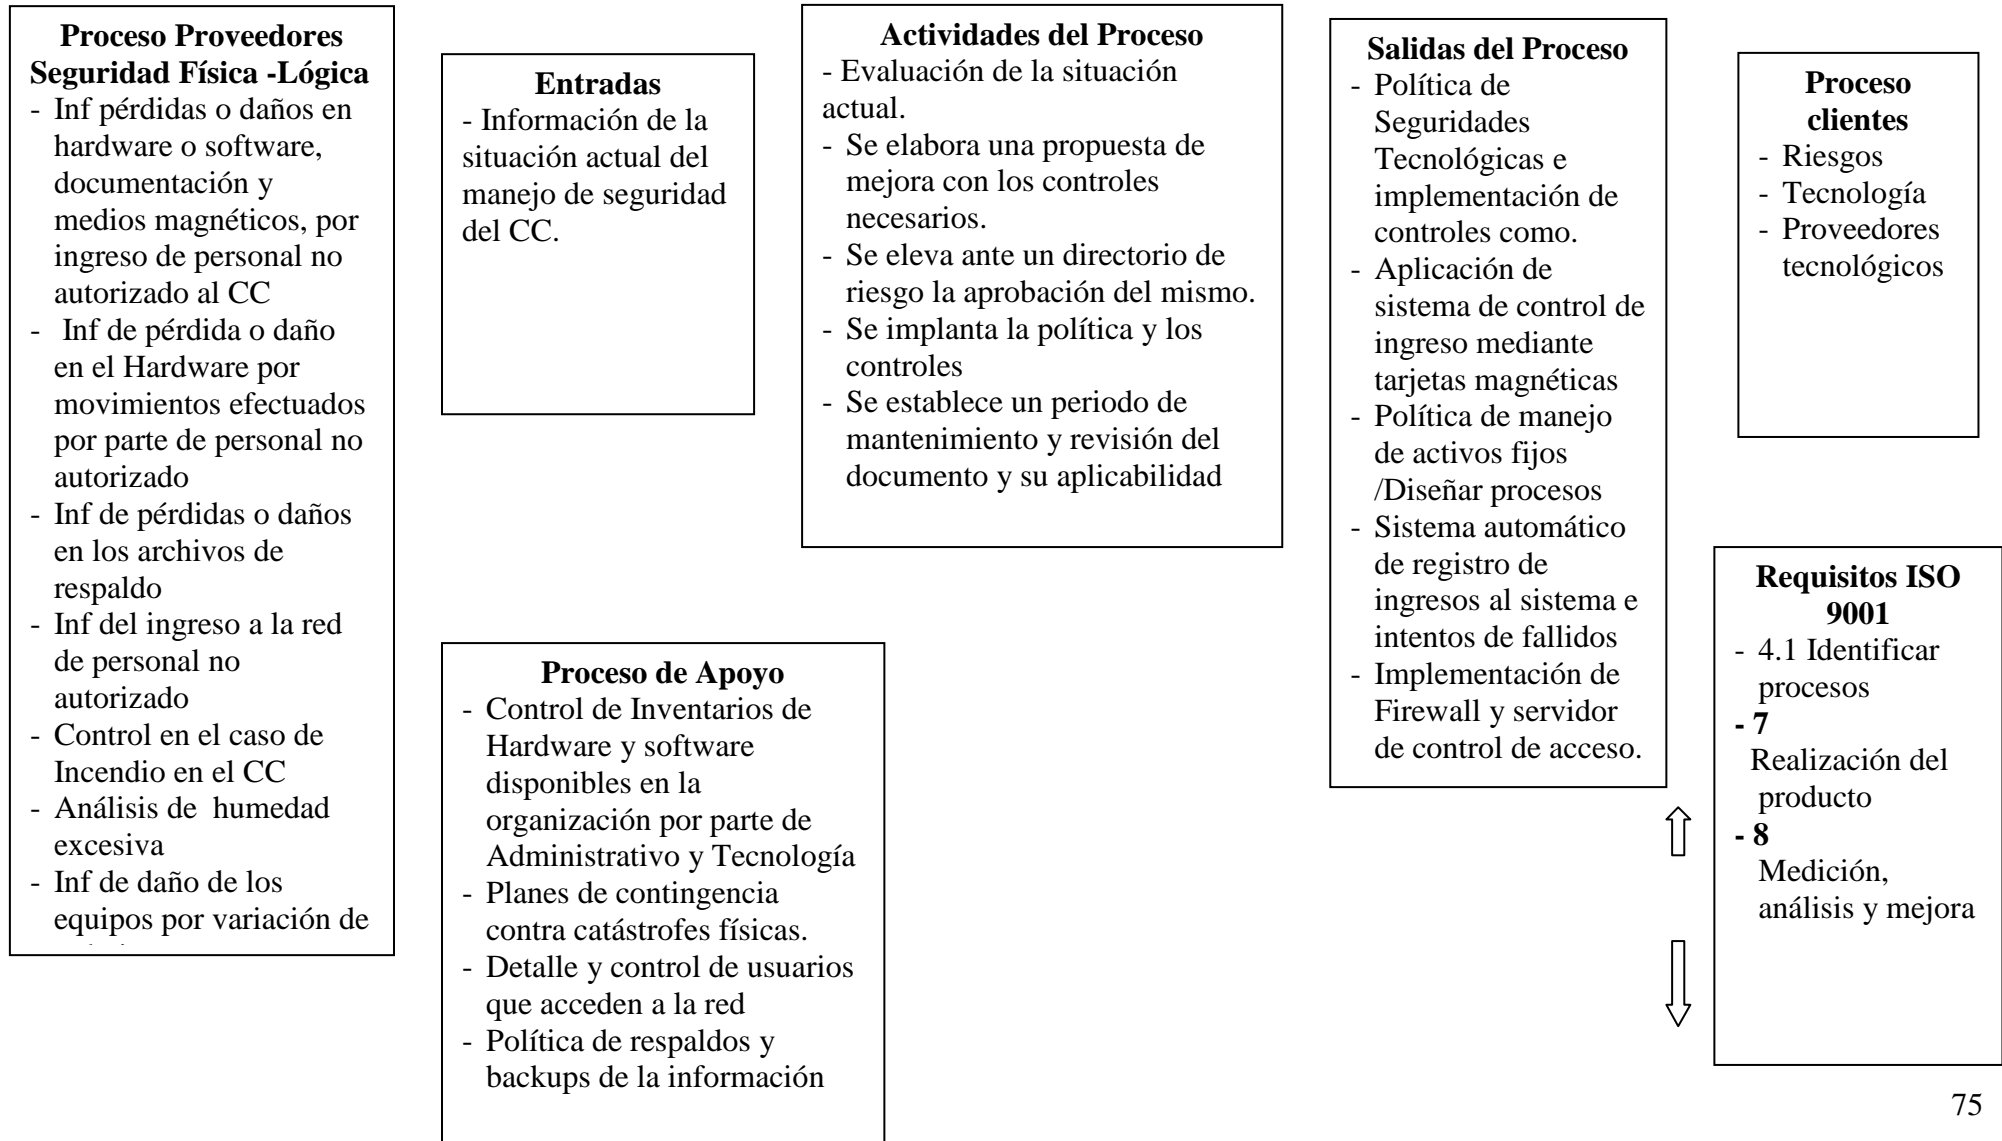 Proceso Proveedores
Seguridad Física -Lógica
- Inf pérdidas o daños en
hardware o software,
documentación y
medios magnéticos, por
ingreso de personal no
autorizado al CC
- Inf de pérdida o daño
en el Hardware por
movimientos efectuados
por parte de personal no
autorizado
- Inf de pérdidas o daños
en los archivos de
respaldo
- Inf del ingreso a la red
de personal no
autorizado
- Control en el caso de
Incendio en el CC
- Análisis de humedad
excesiva
- Inf de daño de los
equipos por variación de
Entradas
- Información de la
situación actual del
manejo de seguridad
del CC.
Proceso de Apoyo
- Control de Inventarios de
Hardware y software
disponibles en la
organización por parte de
Administrativo y Tecnología
- Planes de contingencia
contra catástrofes físicas.
- Detalle y control de usuarios
que acceden a la red
- Política de respaldos y
backups de la información
Actividades del Proceso
- Evaluación de la situación
actual.
- Se elabora una propuesta de
mejora con los controles
necesarios.
- Se eleva ante un directorio de
riesgo la aprobación del mismo.
- Se implanta la política y los
controles
- Se establece un periodo de
mantenimiento y revisión del
documento y su aplicabilidad
Salidas del Proceso
- Política de
Seguridades
Tecnológicas e
implementación de
controles como.
- Aplicación de
sistema de control de
ingreso mediante
tarjetas magnéticas
- Política de manejo
de activos fijos
/Diseñar procesos
- Sistema automático
de registro de
ingresos al sistema e
intentos de fallidos
- Implementación de
Firewall y servidor
de control de acceso.
Proceso
clientes
- Riesgos
- Tecnología
- Proveedores
tecnológicos
Requisitos ISO
9001
- 4.1 Identificar
procesos
- 7
Realización del
producto
- 8
Medición,
análisis y mejora
75